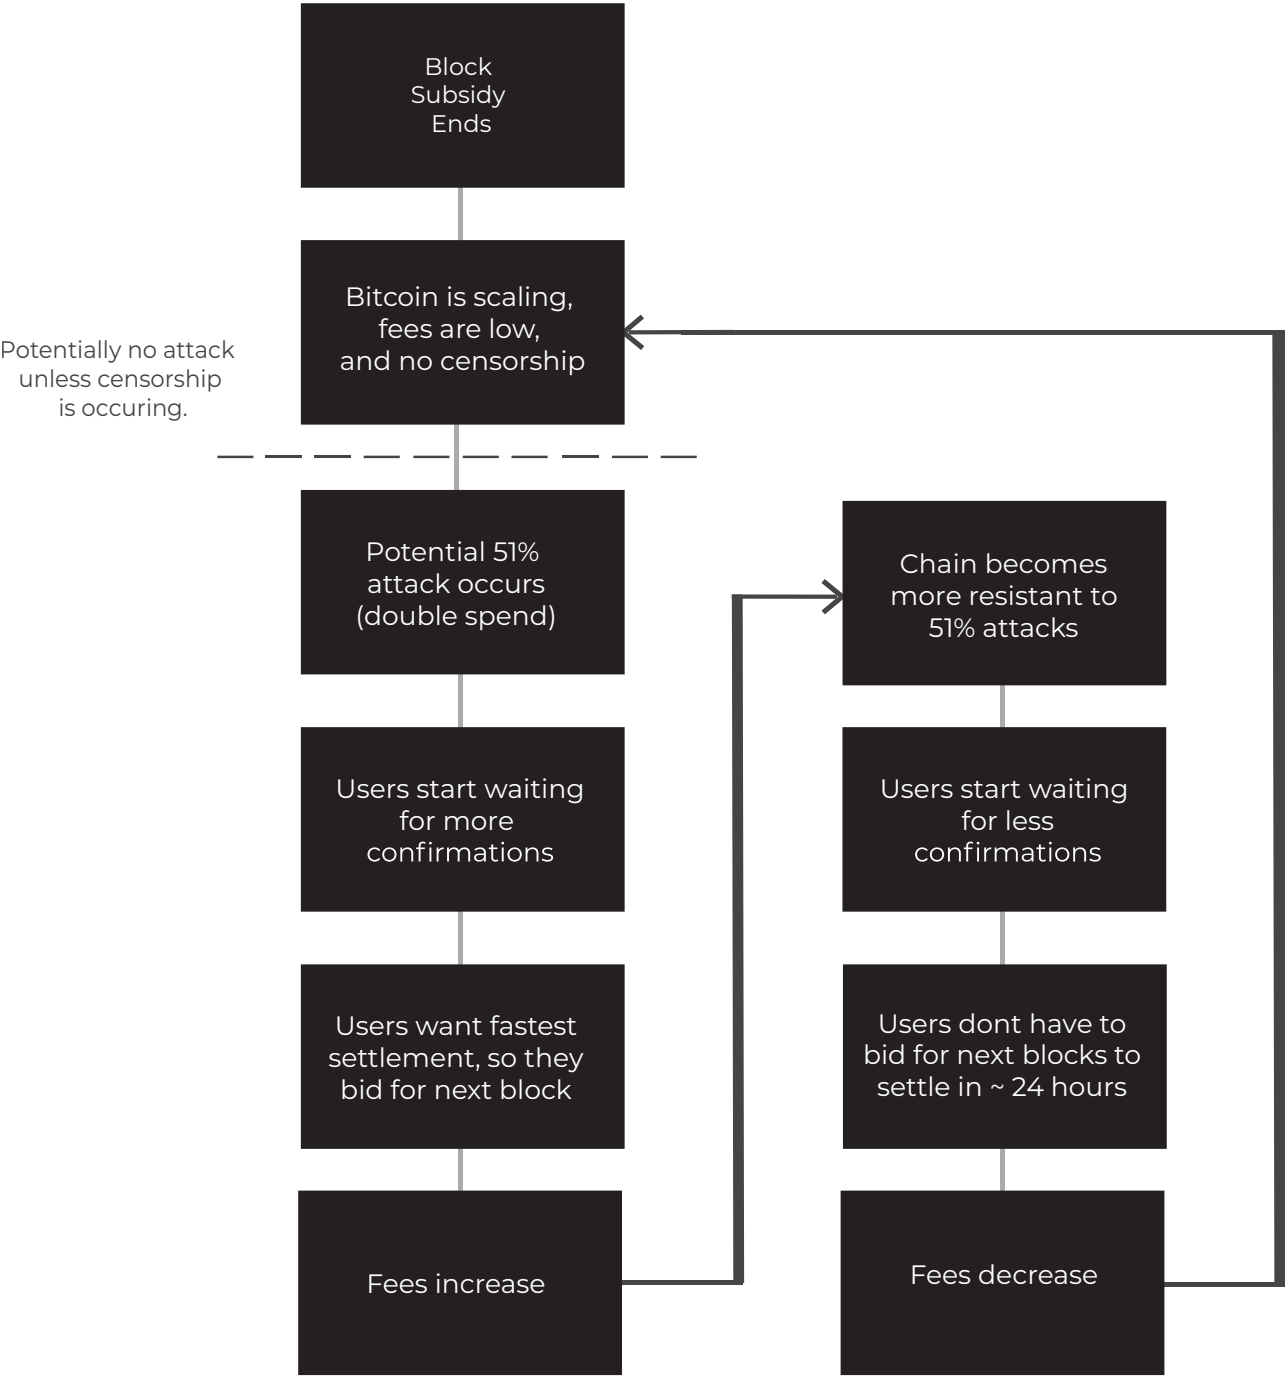 Block
Subsidy
Ends
Bitcoin is scaling,
fees are low,
and no censorship
Potentially no attack
unless censorship
is occuring.
Potential 51%
attack occurs
(double spend)
Users start waiting
for more
confirmations
Users want fastest
settlement, so they
bid for next block
Fees increase
Chain becomes
more resistant to
51% attacks
Users start waiting
for less
confirmations
Users dont have to
bid for next blocks to
settle in ~ 24 hours
Fees decrease